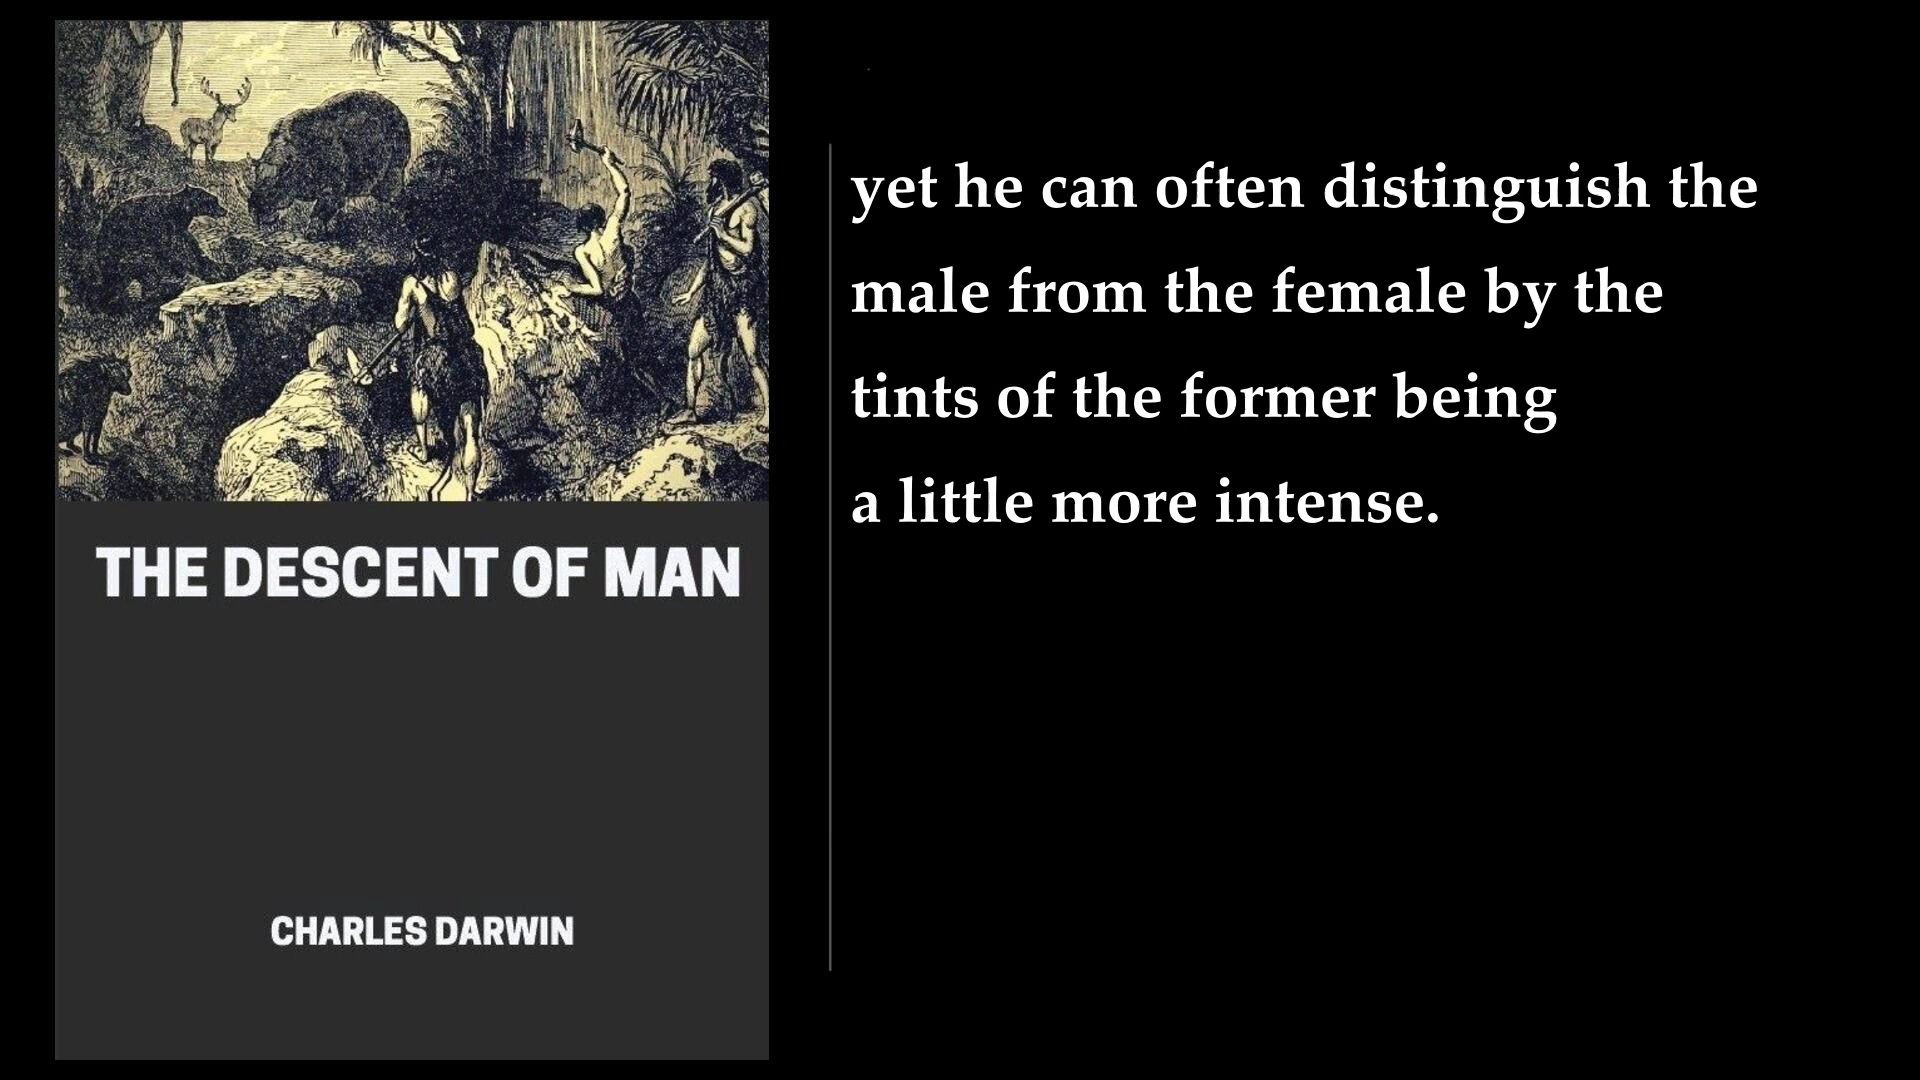 THE DESCENT OF MAN
CHARLES DARWIN
yet he can often distinguish the
male from the female by the
tints of the former being
a little more intense.